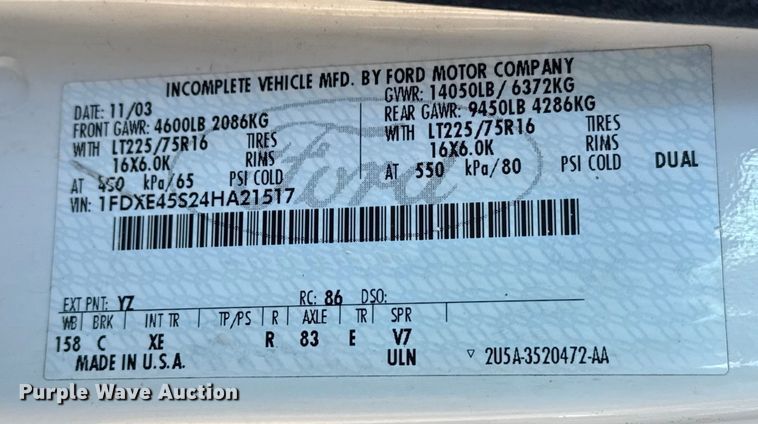 INCOMPLETE VEHICLE MFD. BY FORD MOTOR COMPANY
DATE: 11/03 GVWR: 14050LB/ 6372KG
FRONT GAWR: 4600LB 2086KG REAR GAWR: 9450LB 4286KG
WITH LT225/75R16 TIRES WITH LT225/75R16 TIRES
16X6.0K RIMS 16X6.0K RIMS DUAL
AT 450 kPa/65 PSI COLD AT 550 kPa/80 PSI COLD
VIN: 1FDXE45S24HA21517
Ford
EXT PNT: YZ RC: 86 DSO:
WB BRK INT TR TP/PS R AXLE TR SPR
158 C XE R 83 E V7
MADE IN U.S.A. ULN ▽ 2U5A-3520472-AA
Purple Wave Auction